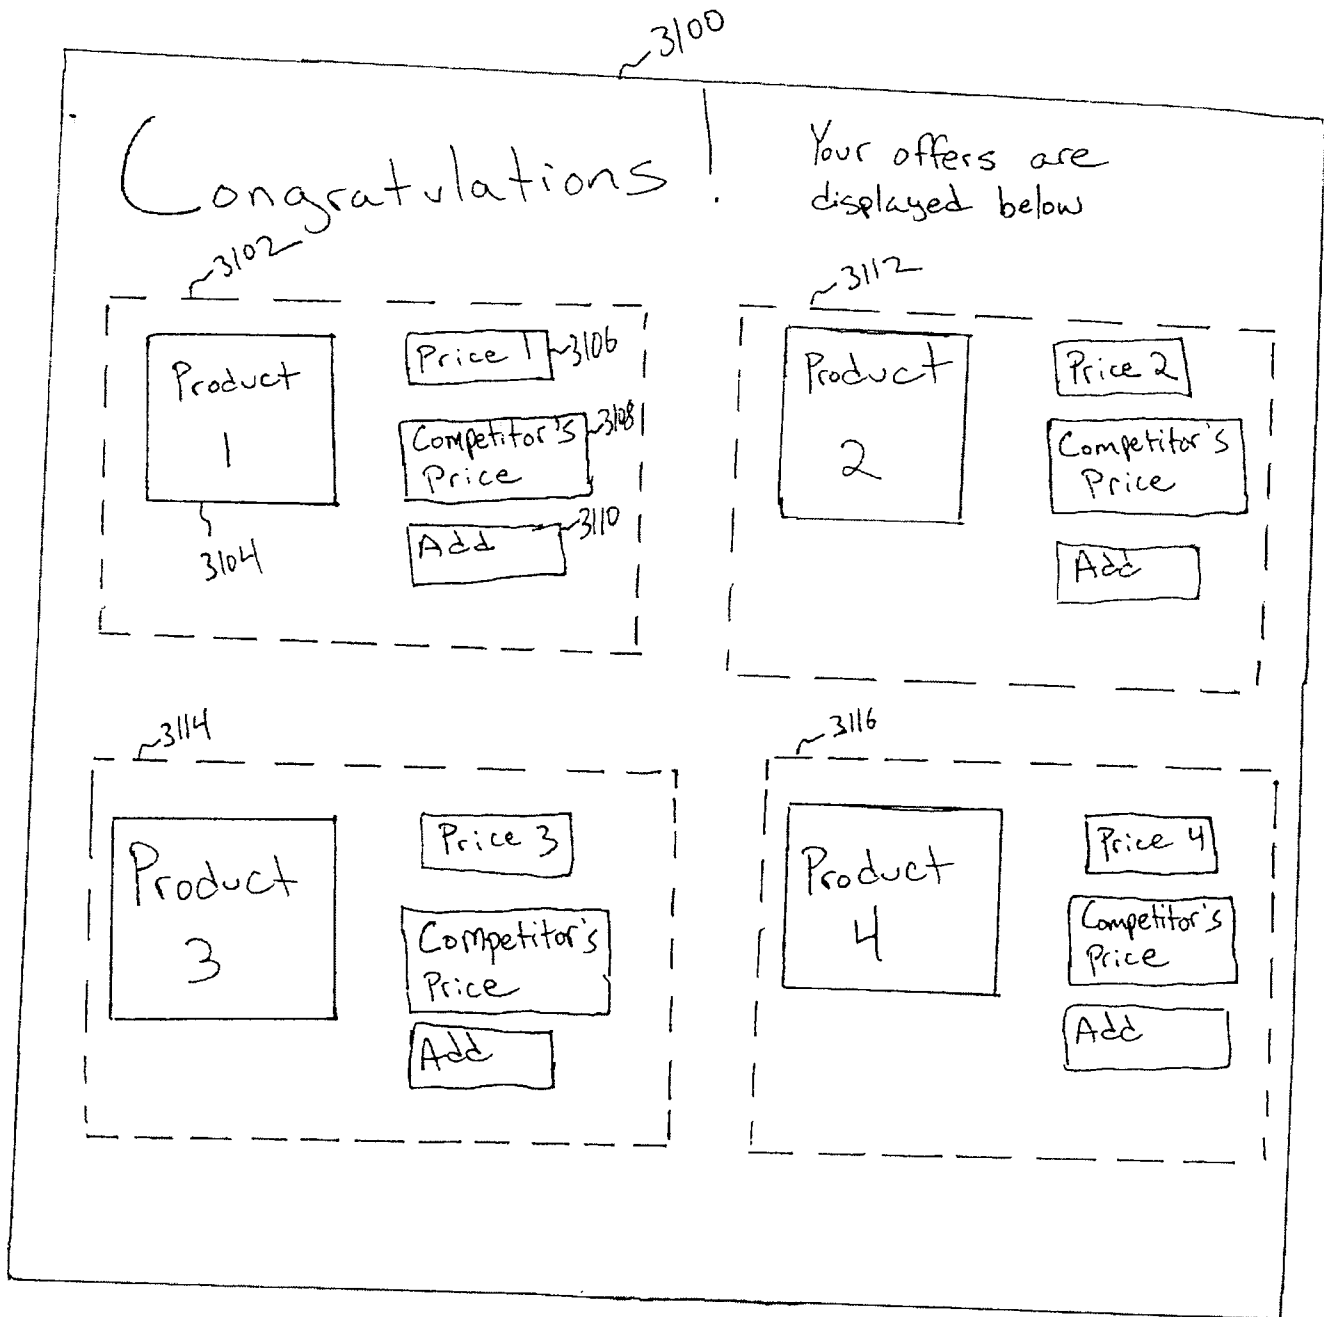 3100
Congratulations!
Your offers are
displayed below
3102
Product
1
3104
Price 1
3106
Competitor's
Price
3108
Add
3110
3112
Product
2
Price 2
Competitor's
Price
Add
3114
Product
3
Price 3
Competitor's
Price
Add
3116
Product
4
Price 4
Competitor's
Price
Add